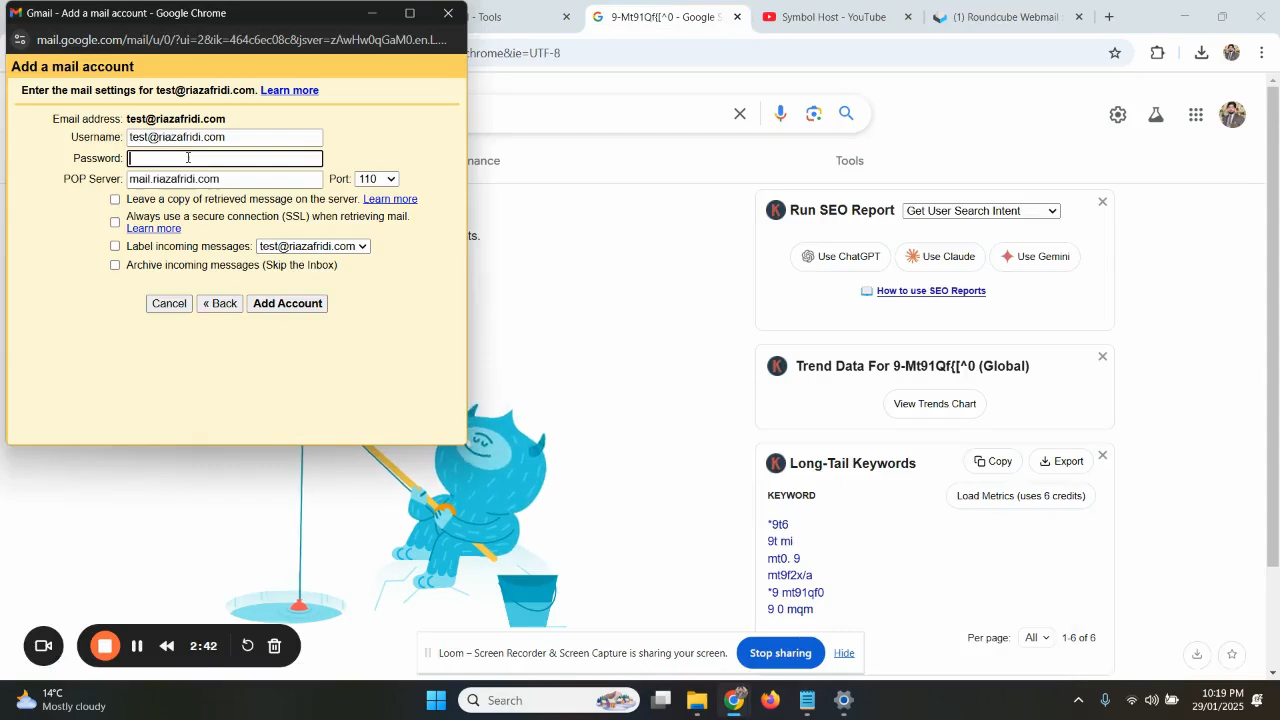 Gmail - Add a mail account - Google Chrome
mail.google.com/mail/u/0/?ui=2&ik=464c6ec08c&jsver=zAwHw0qGaM0.en.L...
- Tools
9-Mt91Qf{[^0 - Google S
Symbol Host - YouTube
(1) Roundcube Webmail
chrome&ie=UTF-8
Add a mail account
Enter the mail settings for test@riazafridi.com. Learn more
Email address: test@riazafridi.com
Username: test@riazafridi.com
Password:
POP Server: mail.riazafridi.com Port: 110
Leave a copy of retrieved message on the server. Learn more
Always use a secure connection (SSL) when retrieving mail.
Learn more
Label incoming messages: test@riazafridi.com
Archive incoming messages (Skip the Inbox)
Cancel « Back Add Account
nance
Tools
ts.
Run SEO Report Get User Search Intent
Use ChatGPT Use Claude Use Gemini
How to use SEO Reports
Trend Data For 9-Mt91Qf{[^0 (Global)
View Trends Chart
Long-Tail Keywords Copy Export
KEYWORD Load Metrics (uses 6 credits)
*9t6
9t mi
mt0. 9
mt9f2x/a
*9 mt91qf0
9 0 mqm
Per page: All 1-6 of 6
2:42
Loom – Screen Recorder & Screen Capture is sharing your screen. Stop sharing Hide
14°C
Mostly cloudy
Search
10:19 PM
29/01/2025